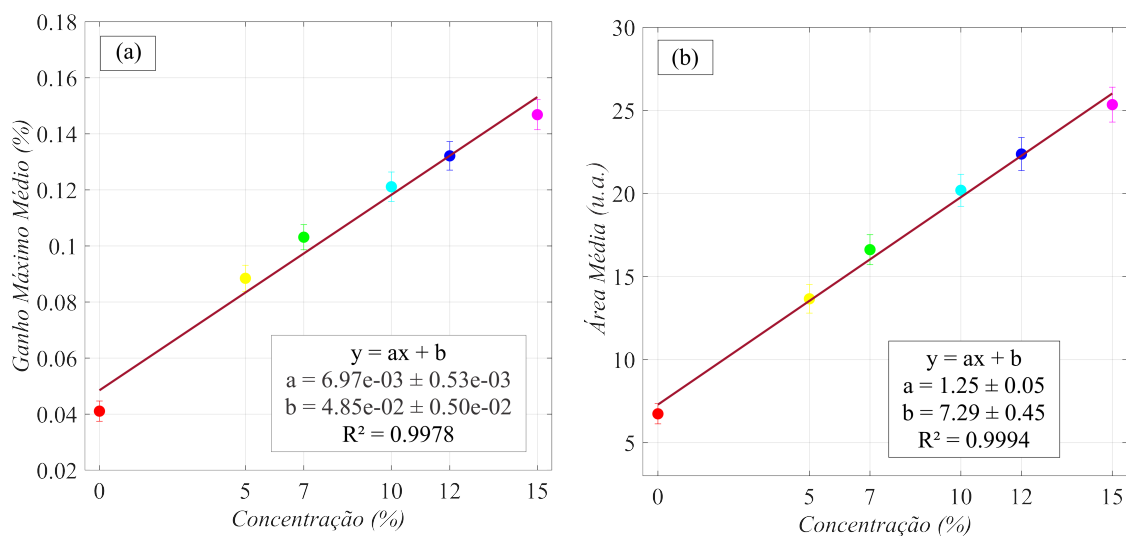 (a)
Ganho Máximo Médio (%)
0.18
0.16
0.14
0.12
0.1
0.08
0.06
0.04
0.02
y = ax + b
a = 6.97e-03 ± 0.53e-03
b = 4.85e-02 ± 0.50e-02
R² = 0.9978
0 5 7 10 12 15
Concentração (%)
(b)
Área Média (u.a.)
30
25
20
15
10
5
y = ax + b
a = 1.25 ± 0.05
b = 7.29 ± 0.45
R² = 0.9994
0 5 7 10 12 15
Concentração (%)